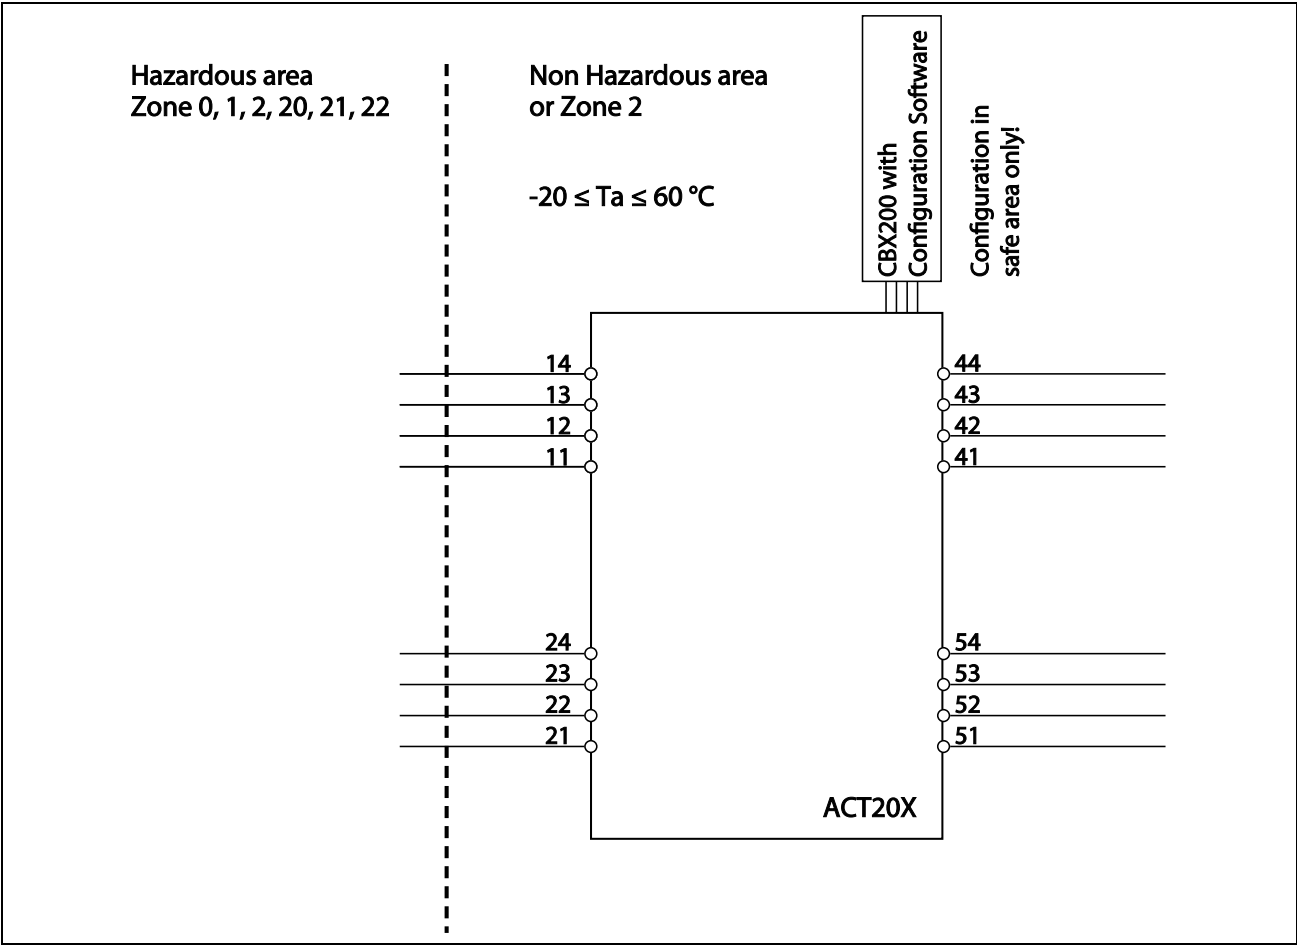 Hazardous area
Zone 0, 1, 2, 20, 21, 22
Non Hazardous area
or Zone 2
-20 ≤ Ta ≤ 60 °C
CBX200 with
Configuration Software
Configuration in
safe area only!
14
13
12
11
44
43
42
41
24
23
22
21
54
53
52
51
ACT20X